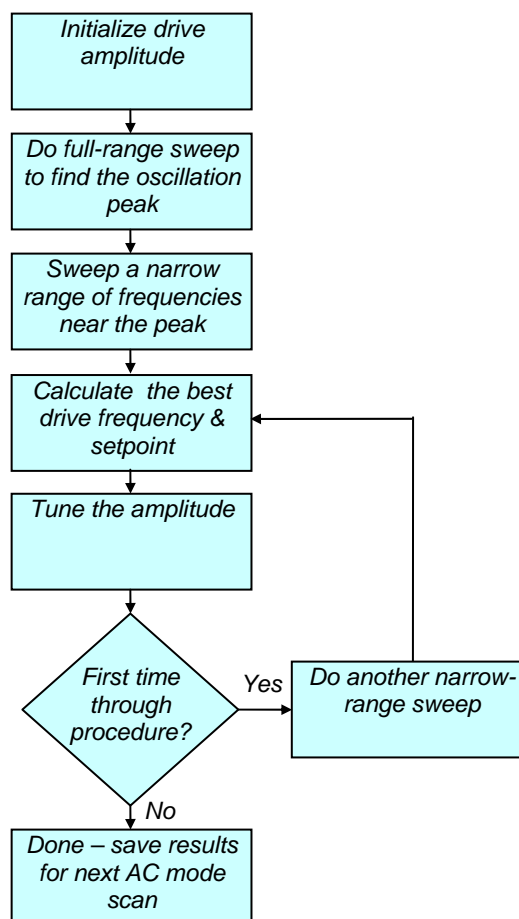 Initialize drive
amplitude
Do full-range sweep
to find the oscillation
peak
Sweep a narrow
range of frequencies
near the peak
Calculate the best
drive frequency &
setpoint
Tune the amplitude
First time
through
procedure?
Yes
Do another narrow-
range sweep
No
Done – save results
for next AC mode
scan